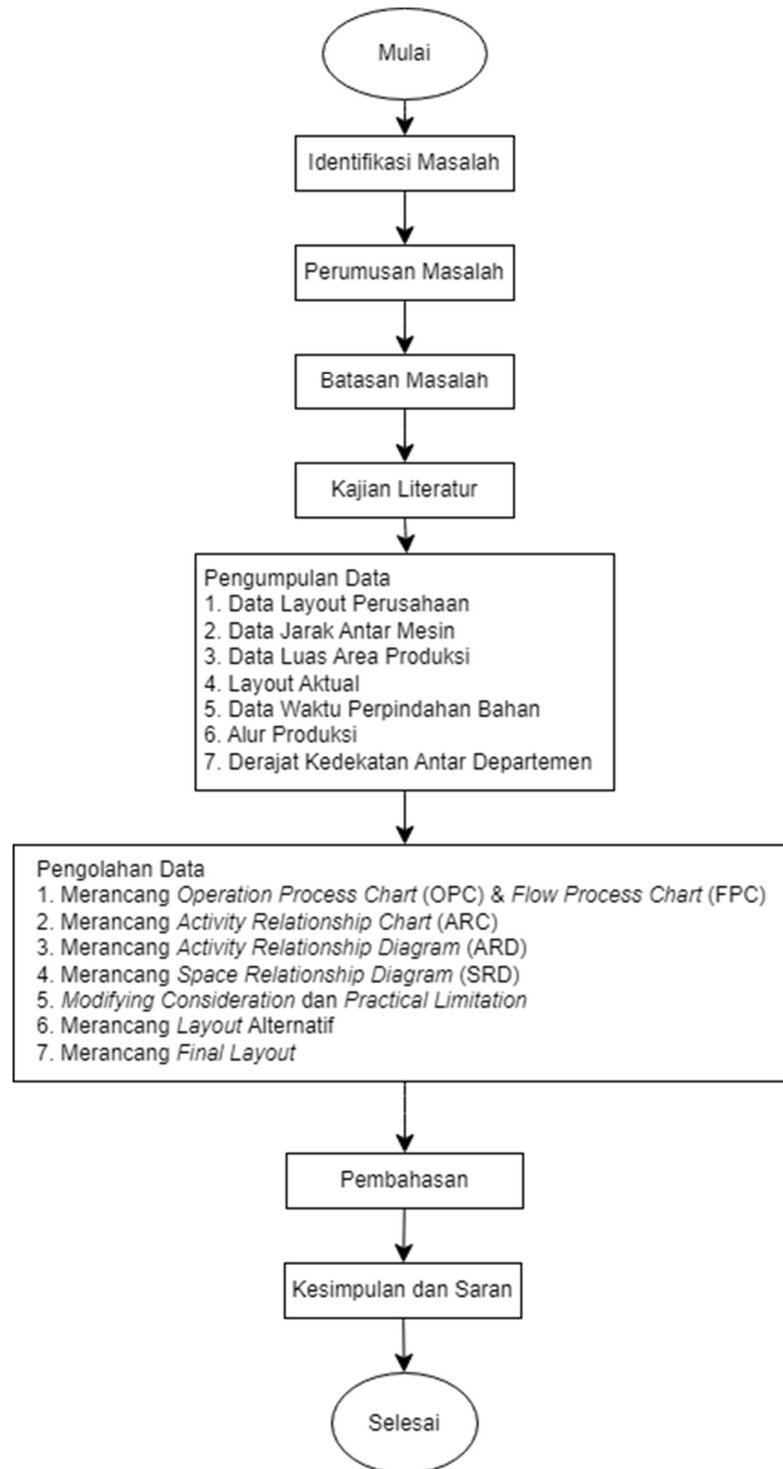 Mulai
Identifikasi Masalah
Perumusan Masalah
Batasan Masalah
Kajian Literatur
Pengumpulan Data
1. Data Layout Perusahaan
2. Data Jarak Antar Mesin
3. Data Luas Area Produksi
4. Layout Aktual
5. Data Waktu Perpindahan Bahan
6. Alur Produksi
7. Derajat Kedekatan Antar Departemen
Pengolahan Data
1. Merancang Operation Process Chart (OPC) & Flow Process Chart (FPC)
2. Merancang Activity Relationship Chart (ARC)
3. Merancang Activity Relationship Diagram (ARD)
4. Merancang Space Relationship Diagram (SRD)
5. Modifying Consideration dan Practical Limitation
6. Merancang Layout Alternatif
7. Merancang Final Layout
Pembahasan
Kesimpulan dan Saran
Selesai